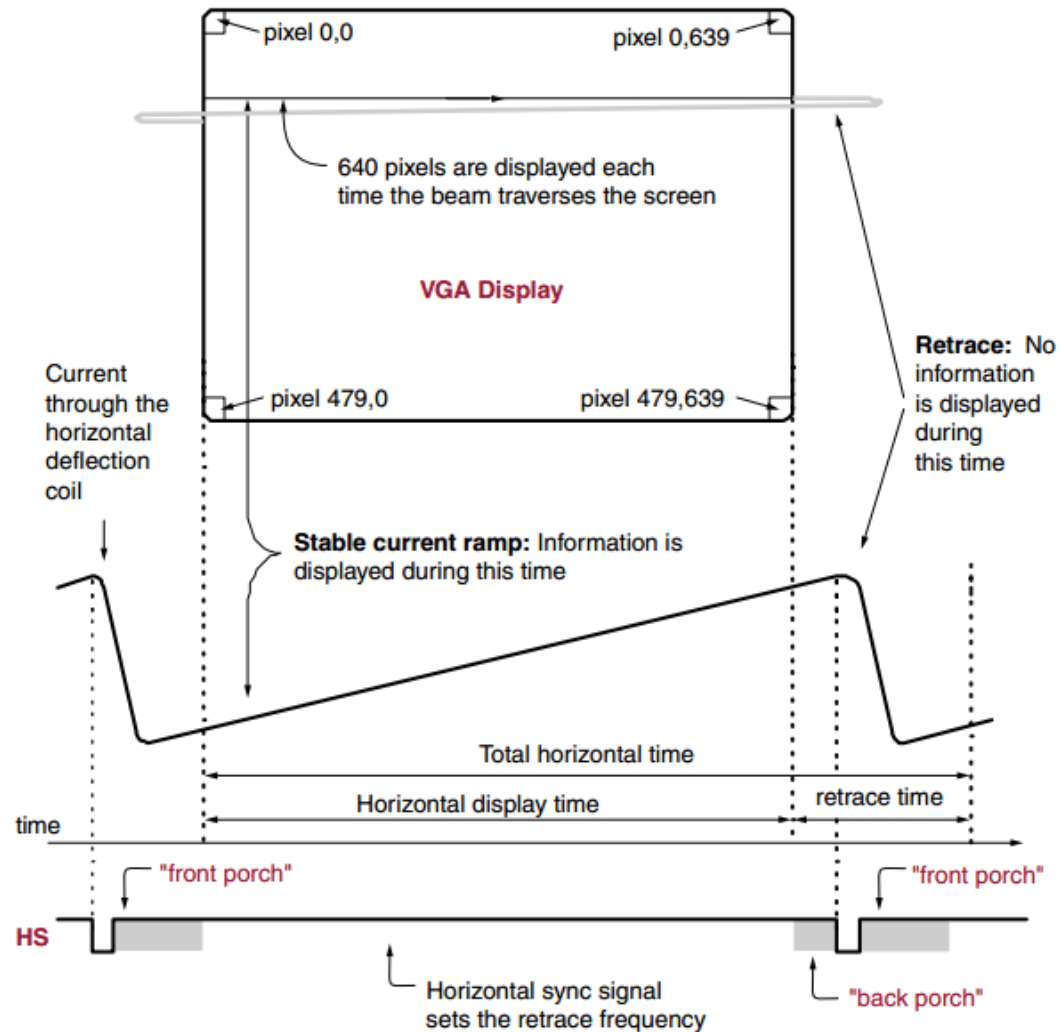 pixel 0,0
pixel 0,639
640 pixels are displayed each
time the beam traverses the screen
VGA Display
pixel 479,0
pixel 479,639
Retrace: No
information
is displayed
during
this time
Current
through the
horizontal
deflection
coil
Stable current ramp: Information is
displayed during this time
Total horizontal time
Horizontal display time
retrace time
time
"front porch"
"front porch"
HS
Horizontal sync signal
sets the retrace frequency
"back porch"